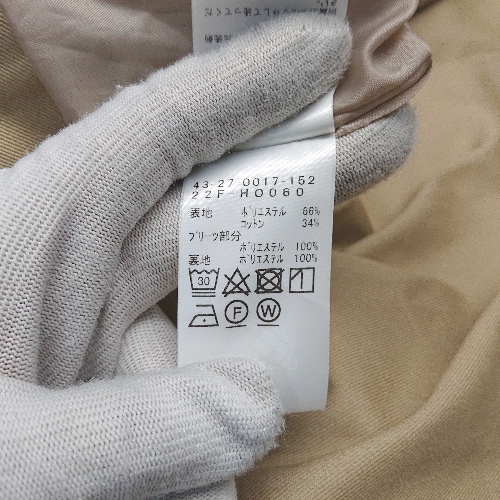 43-27-0017-152
22F-H0060
表地 ポリエステル 66%
コットン 34%
プリーツ部分
ポリエステル 100%
裏地 ポリエステル 100%
30
F W